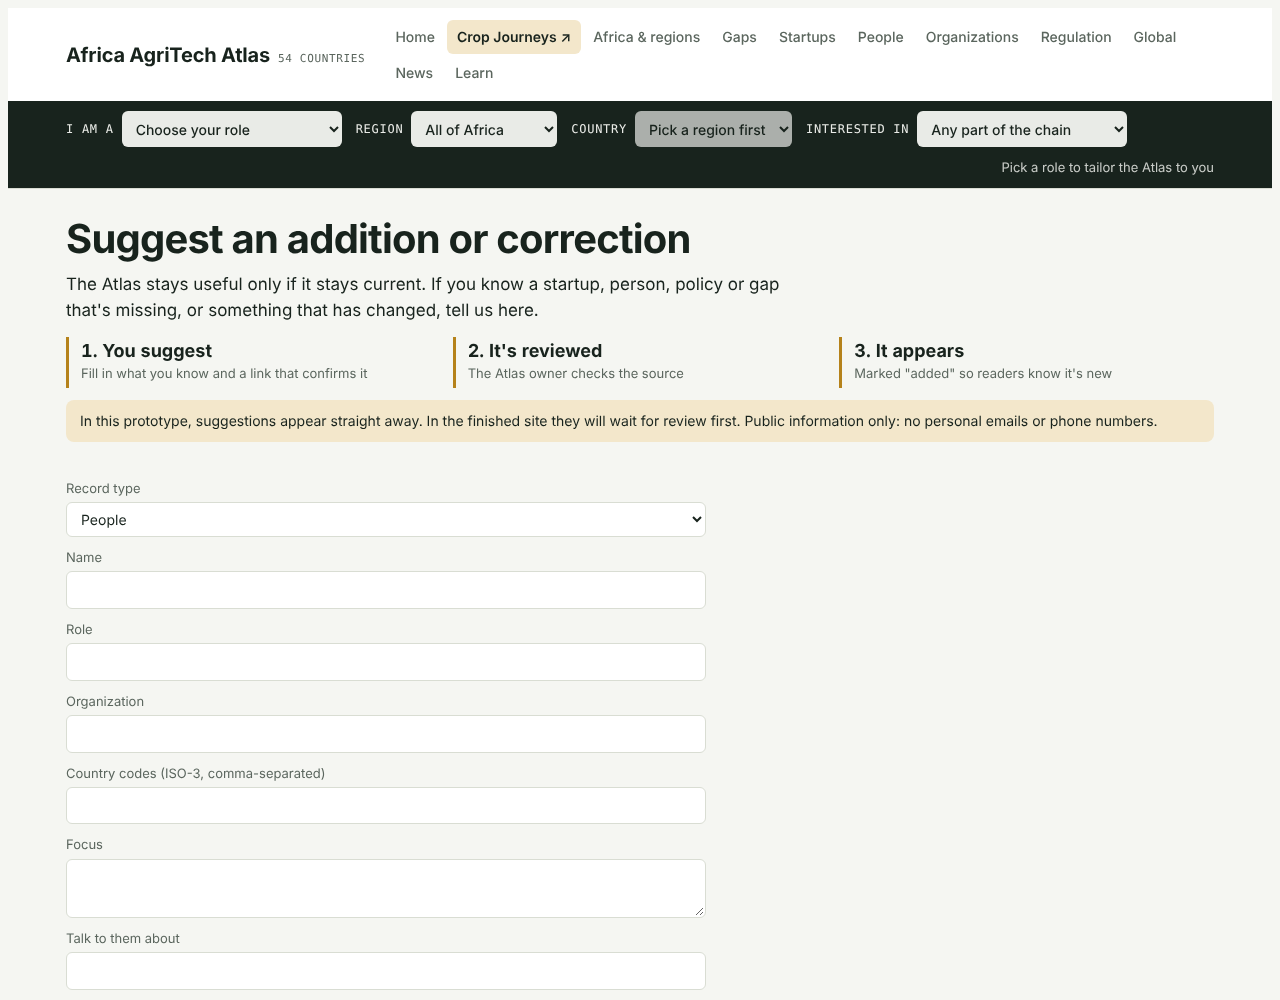 Africa AgriTech Atlas 54 COUNTRIES
Home Crop Journeys ↗ Africa & regions Gaps Startups People Organizations Regulation Global
News Learn
I AM A Choose your role REGION All of Africa COUNTRY Pick a region first INTERESTED IN Any part of the chain
Pick a role to tailor the Atlas to you
Suggest an addition or correction
The Atlas stays useful only if it stays current. If you know a startup, person, policy or gap
that's missing, or something that has changed, tell us here.
1. You suggest
Fill in what you know and a link that confirms it
2. It's reviewed
The Atlas owner checks the source
3. It appears
Marked "added" so readers know it's new
In this prototype, suggestions appear straight away. In the finished site they will wait for review first. Public information only: no personal emails or phone numbers.
Record type
People
Name
Role
Organization
Country codes (ISO-3, comma-separated)
Focus
Talk to them about